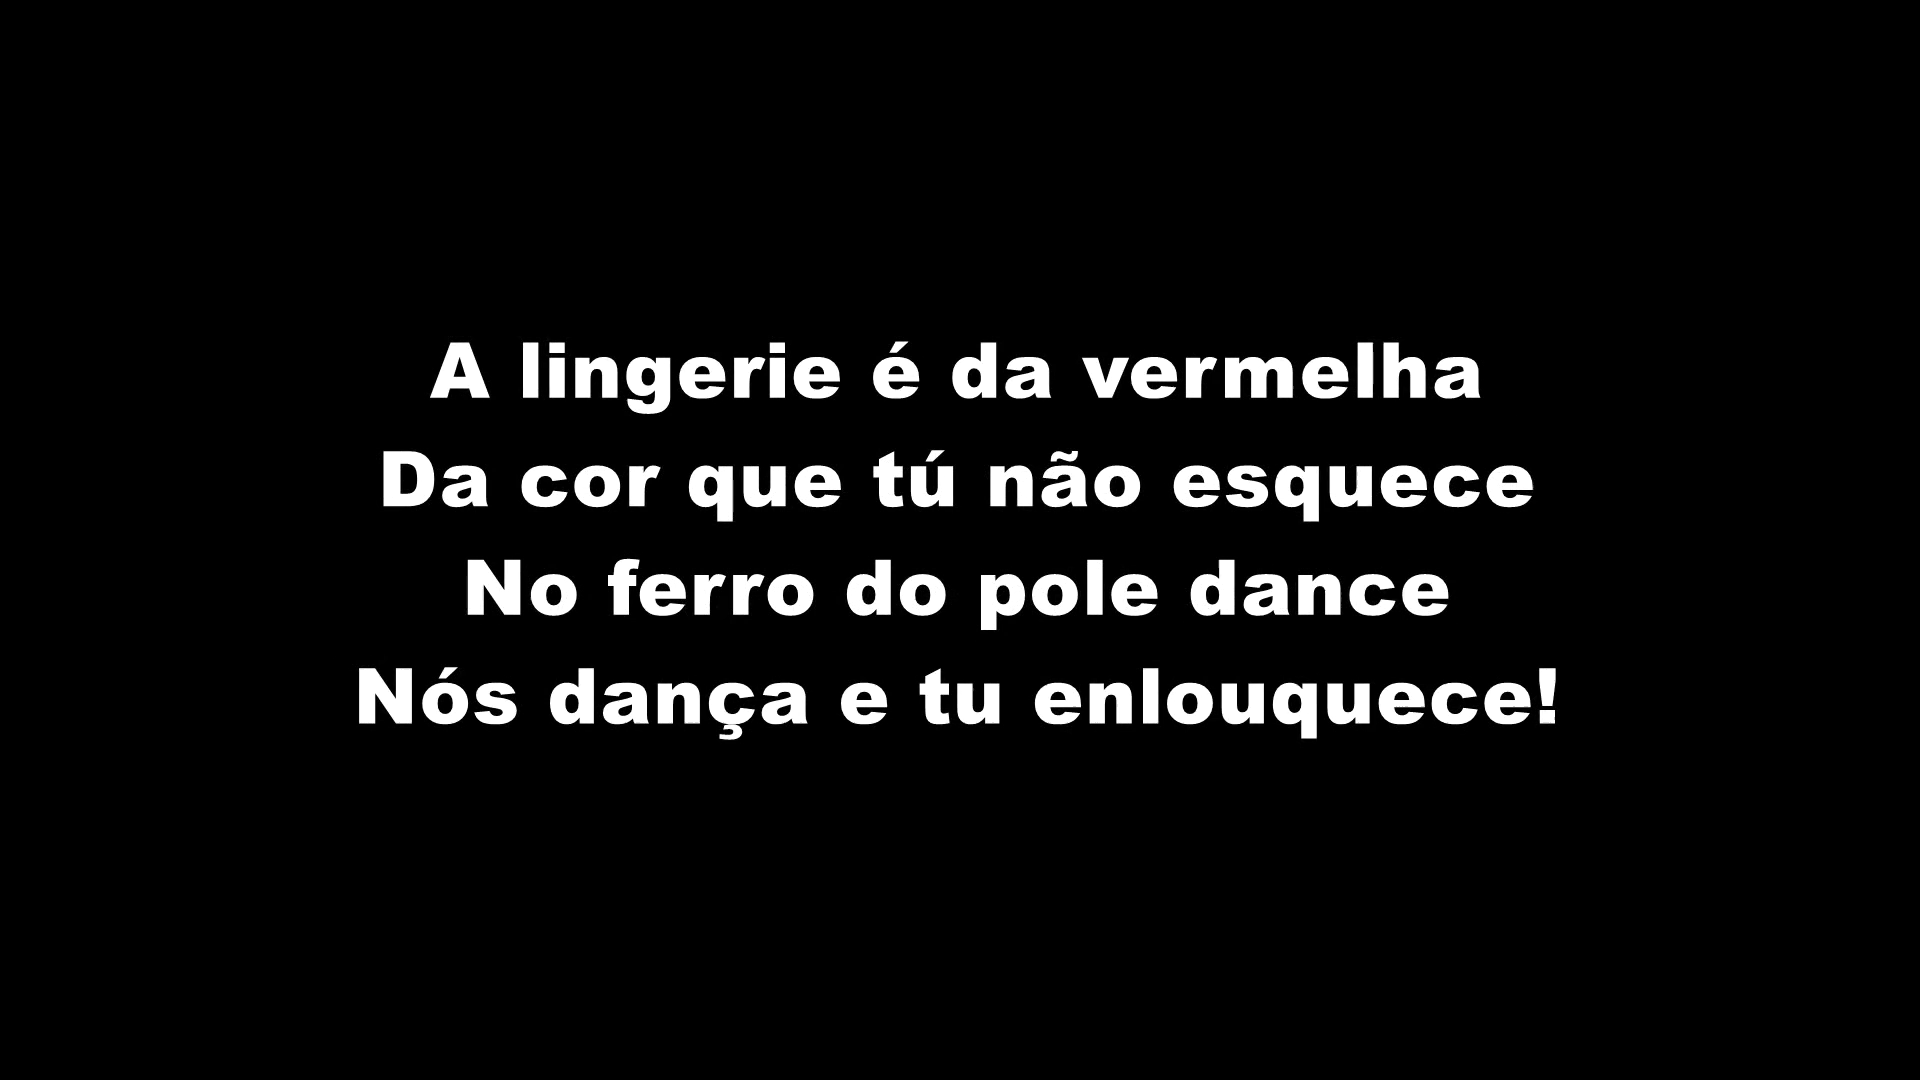 A lingerie é da vermelha
Da cor que tú não esquece
No ferro do pole dance
Nós dança e tu enlouquece!